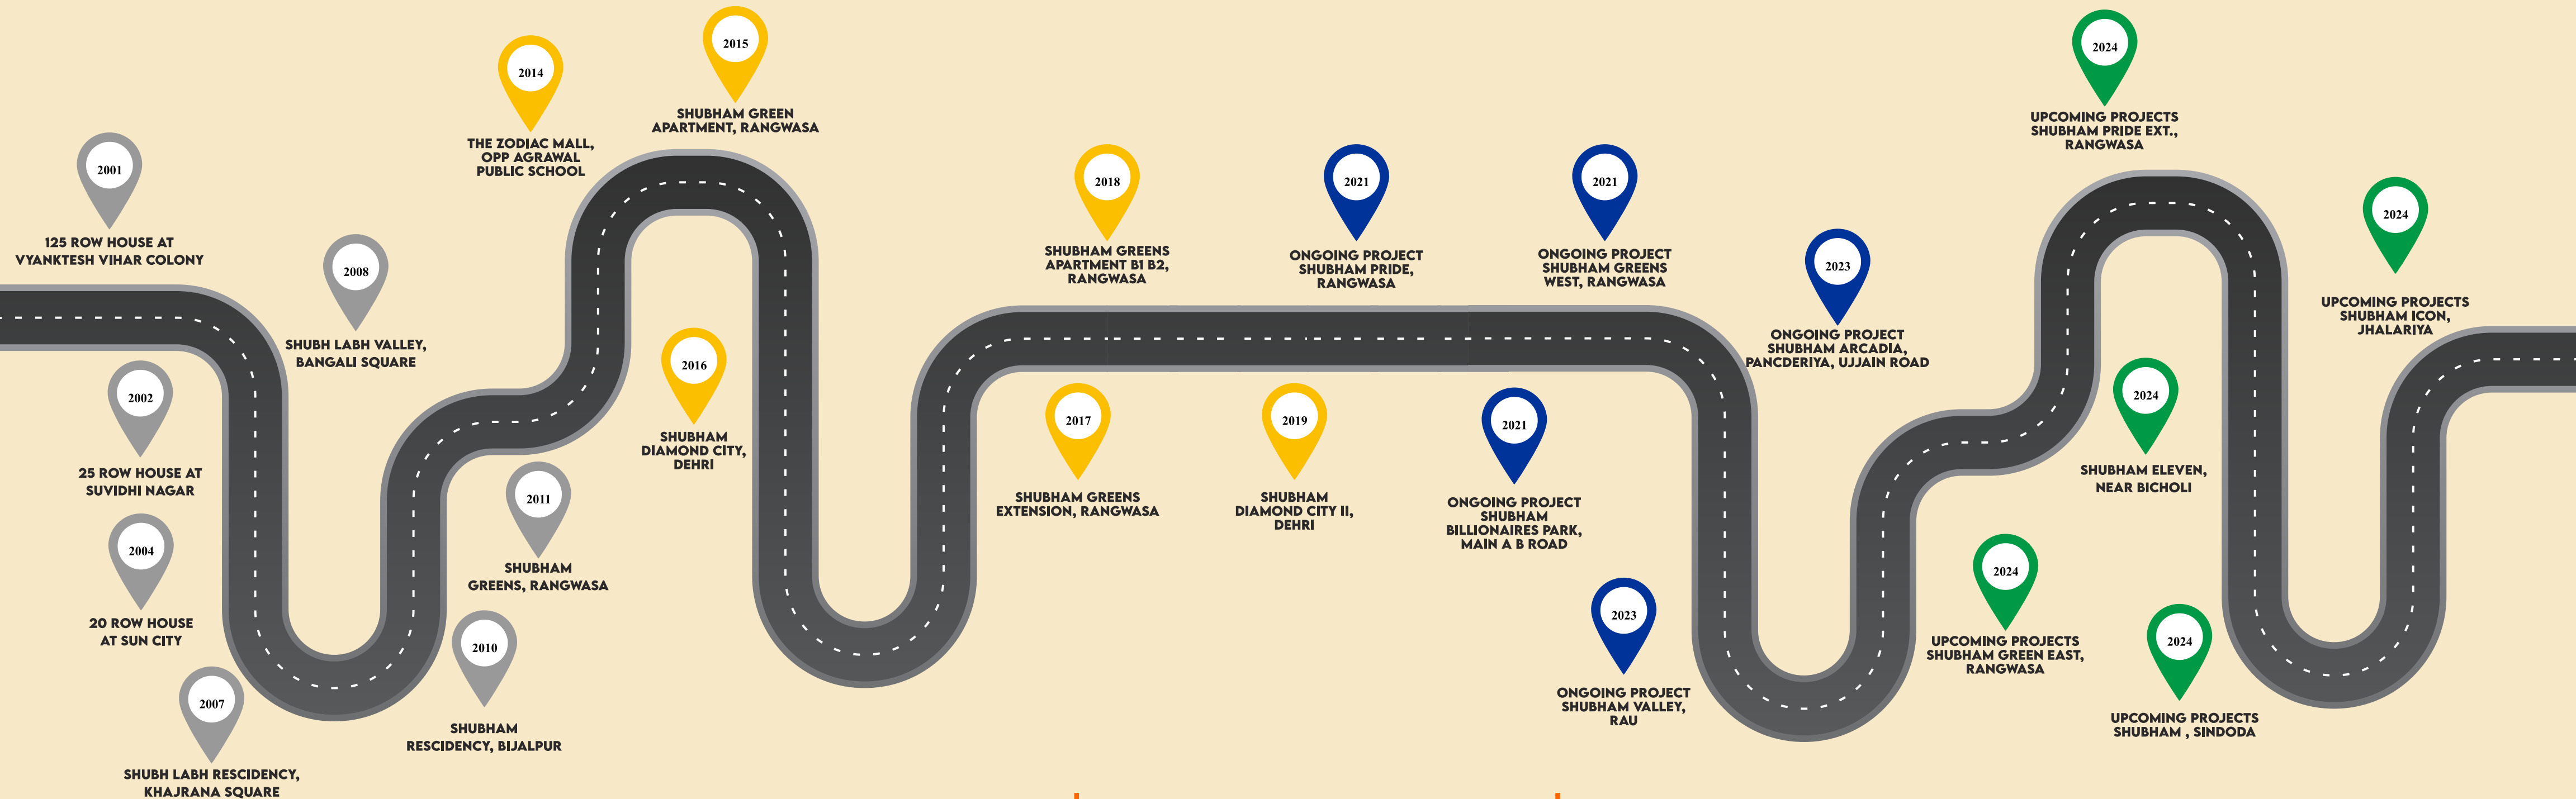 2001
125 ROW HOUSE AT
VYANKTESH VIHAR COLONY
2002
25 ROW HOUSE AT
SUVIDHI NAGAR
2004
20 ROW HOUSE
AT SUN CITY
2007
SHUBH LABH RESCIDENCY,
KHAJRANA SQUARE
2008
SHUBH LABH VALLEY,
BANGALI SQUARE
2010
SHUBHAM
RESCIDENCY, BIJALPUR
2011
SHUBHAM
GREENS, RANGWASA
2014
THE ZODIAC MALL,
OPP AGRAWAL
PUBLIC SCHOOL
2015
SHUBHAM GREEN
APARTMENT, RANGWASA
2016
SHUBHAM
DIAMOND CITY,
DEHRI
2017
SHUBHAM GREENS
EXTENSION, RANGWASA
2018
SHUBHAM GREENS
APARTMENT B1 B2,
RANGWASA
2019
SHUBHAM
DIAMOND CITY II,
DEHRI
2021
ONGOING PROJECT
SHUBHAM PRIDE,
RANGWASA
2021
ONGOING PROJECT
SHUBHAM
BILLIONAIRES PARK,
MAIN A B ROAD
2021
ONGOING PROJECT
SHUBHAM GREENS
WEST, RANGWASA
2023
ONGOING PROJECT
SHUBHAM VALLEY,
RAU
2023
ONGOING PROJECT
SHUBHAM ARCADIA,
PANCDERIYA, UJJAIN ROAD
2024
UPCOMING PROJECTS
SHUBHAM GREEN EAST,
RANGWASA
2024
UPCOMING PROJECTS
SHUBHAM PRIDE EXT.,
RANGWASA
2024
SHUBHAM ELEVEN,
NEAR BICHOLI
2024
UPCOMING PROJECTS
SHUBHAM , SINDODA
2024
UPCOMING PROJECTS
SHUBHAM ICON,
JHALARIYA